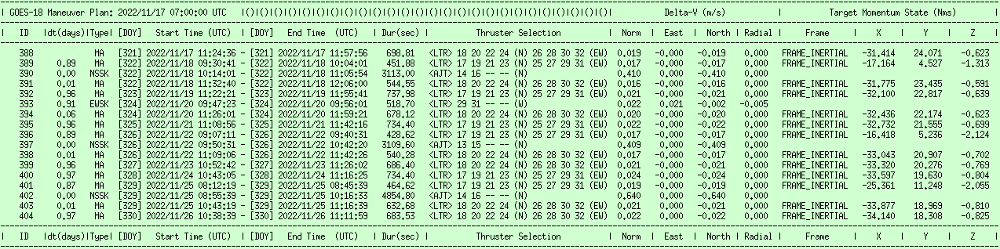 | GOES-18 Maneuver Plan: 2022/11/17 07:00:00 UTC |()|()|()|()|()|()|()|()|()|()|()|()|()|()|()|()|()|()|()|()|()|()|()|()|()|()|()|()| Delta-V (m/s) | Target Momentum State (Nms) |
| ID |dt(days)|Type| [DOY] Start Time (UTC) | [DOY] End Time (UTC) | Dur(sec) | Thruster Selection | Norm | East | North | Radial | Frame | X | Y | Z |
388 MA [321] 2022/11/17 11:24:36 - [321] 2022/11/17 11:57:56 698.81 <LTR> 18 20 22 24 (N) 26 28 30 32 (EW) 0.019 -0.000 -0.019 0.000 FRAME_INERTIAL -31.414 24.071 -0.623
389 0.89 MA [322] 2022/11/18 09:30:41 - [322] 2022/11/18 10:04:01 451.88 <LTR> 17 19 21 23 (N) 25 27 29 31 (EW) 0.017 -0.000 -0.017 0.000 FRAME_INERTIAL -17.164 4.527 -1.313
390 0.00 NSSK [322] 2022/11/18 10:14:01 - [322] 2022/11/18 11:05:54 3113.00 <AJT> 14 16 -- -- (N) 0.410 0.000 -0.410 0.000
391 0.01 MA [322] 2022/11/18 11:32:40 - [322] 2022/11/18 12:06:00 544.55 <LTR> 18 20 22 24 (N) 26 28 30 32 (EW) 0.016 -0.000 -0.016 0.000 FRAME_INERTIAL -31.775 23.435 -0.591
392 0.96 MA [323] 2022/11/19 11:22:21 - [323] 2022/11/19 11:55:41 737.98 <LTR> 17 19 21 23 (N) 25 27 29 31 (EW) 0.021 -0.000 -0.021 0.000 FRAME_INERTIAL -32.100 22.817 -0.639
393 0.91 EWSK [324] 2022/11/20 09:47:23 - [324] 2022/11/20 09:56:01 518.70 <LTR> 29 31 -- -- (W) 0.022 0.021 -0.002 -0.005
394 0.06 MA [324] 2022/11/20 11:26:01 - [324] 2022/11/20 11:59:21 678.12 <LTR> 18 20 22 24 (N) 26 28 30 32 (EW) 0.020 -0.000 -0.020 0.000 FRAME_INERTIAL -32.436 22.174 -0.623
395 0.96 MA [325] 2022/11/21 11:08:56 - [325] 2022/11/21 11:42:16 734.40 <LTR> 17 19 21 23 (N) 25 27 29 31 (EW) 0.022 -0.000 -0.022 0.000 FRAME_INERTIAL -32.732 21.555 -0.699
396 0.89 MA [326] 2022/11/22 09:07:11 - [326] 2022/11/22 09:40:31 428.62 <LTR> 17 19 21 23 (N) 25 27 29 31 (EW) 0.017 -0.000 -0.017 0.000 FRAME_INERTIAL -16.418 5.236 -2.124
397 0.00 NSSK [326] 2022/11/22 09:50:31 - [326] 2022/11/22 10:42:20 3109.60 <AJT> 13 15 -- -- (N) 0.409 0.000 -0.409 0.000
398 0.01 MA [326] 2022/11/22 11:09:06 - [326] 2022/11/22 11:42:26 540.28 <LTR> 18 20 22 24 (N) 26 28 30 32 (EW) 0.017 -0.000 -0.017 0.000 FRAME_INERTIAL -33.043 20.907 -0.702
399 0.96 MA [327] 2022/11/23 10:52:42 - [327] 2022/11/23 11:26:02 686.40 <LTR> 18 20 22 24 (N) 26 28 30 32 (EW) 0.021 -0.000 -0.021 0.000 FRAME_INERTIAL -33.320 20.276 -0.769
400 0.97 MA [328] 2022/11/24 10:43:05 - [328] 2022/11/24 11:16:25 734.40 <LTR> 17 19 21 23 (N) 25 27 29 31 (EW) 0.024 -0.000 -0.024 0.000 FRAME_INERTIAL -33.597 19.630 -0.804
401 0.87 MA [329] 2022/11/25 08:12:19 - [329] 2022/11/25 08:45:39 464.62 <LTR> 17 19 21 23 (N) 25 27 29 31 (EW) 0.019 -0.000 -0.019 0.000 FRAME_INERTIAL -25.361 11.248 -2.055
402 0.00 NSSK [329] 2022/11/25 08:55:39 - [329] 2022/11/25 10:16:33 4854.80 <AJT> 14 16 -- -- (N) 0.640 0.000 -0.640 0.000
403 0.01 MA [329] 2022/11/25 10:43:19 - [329] 2022/11/25 11:16:39 632.68 <LTR> 18 20 22 24 (N) 26 28 30 32 (EW) 0.021 -0.000 -0.021 0.000 FRAME_INERTIAL -33.877 18.969 -0.810
404 0.97 MA [330] 2022/11/26 10:38:39 - [330] 2022/11/26 11:11:59 683.53 <LTR> 18 20 22 24 (N) 26 28 30 32 (EW) 0.022 -0.000 -0.022 0.000 FRAME_INERTIAL -34.140 18.308 -0.825
| ID |dt(days)|Type| [DOY] Start Time (UTC) | [DOY] End Time (UTC) | Dur(sec) | Thruster Selection | Norm | East | North | Radial | Frame | X | Y | Z |